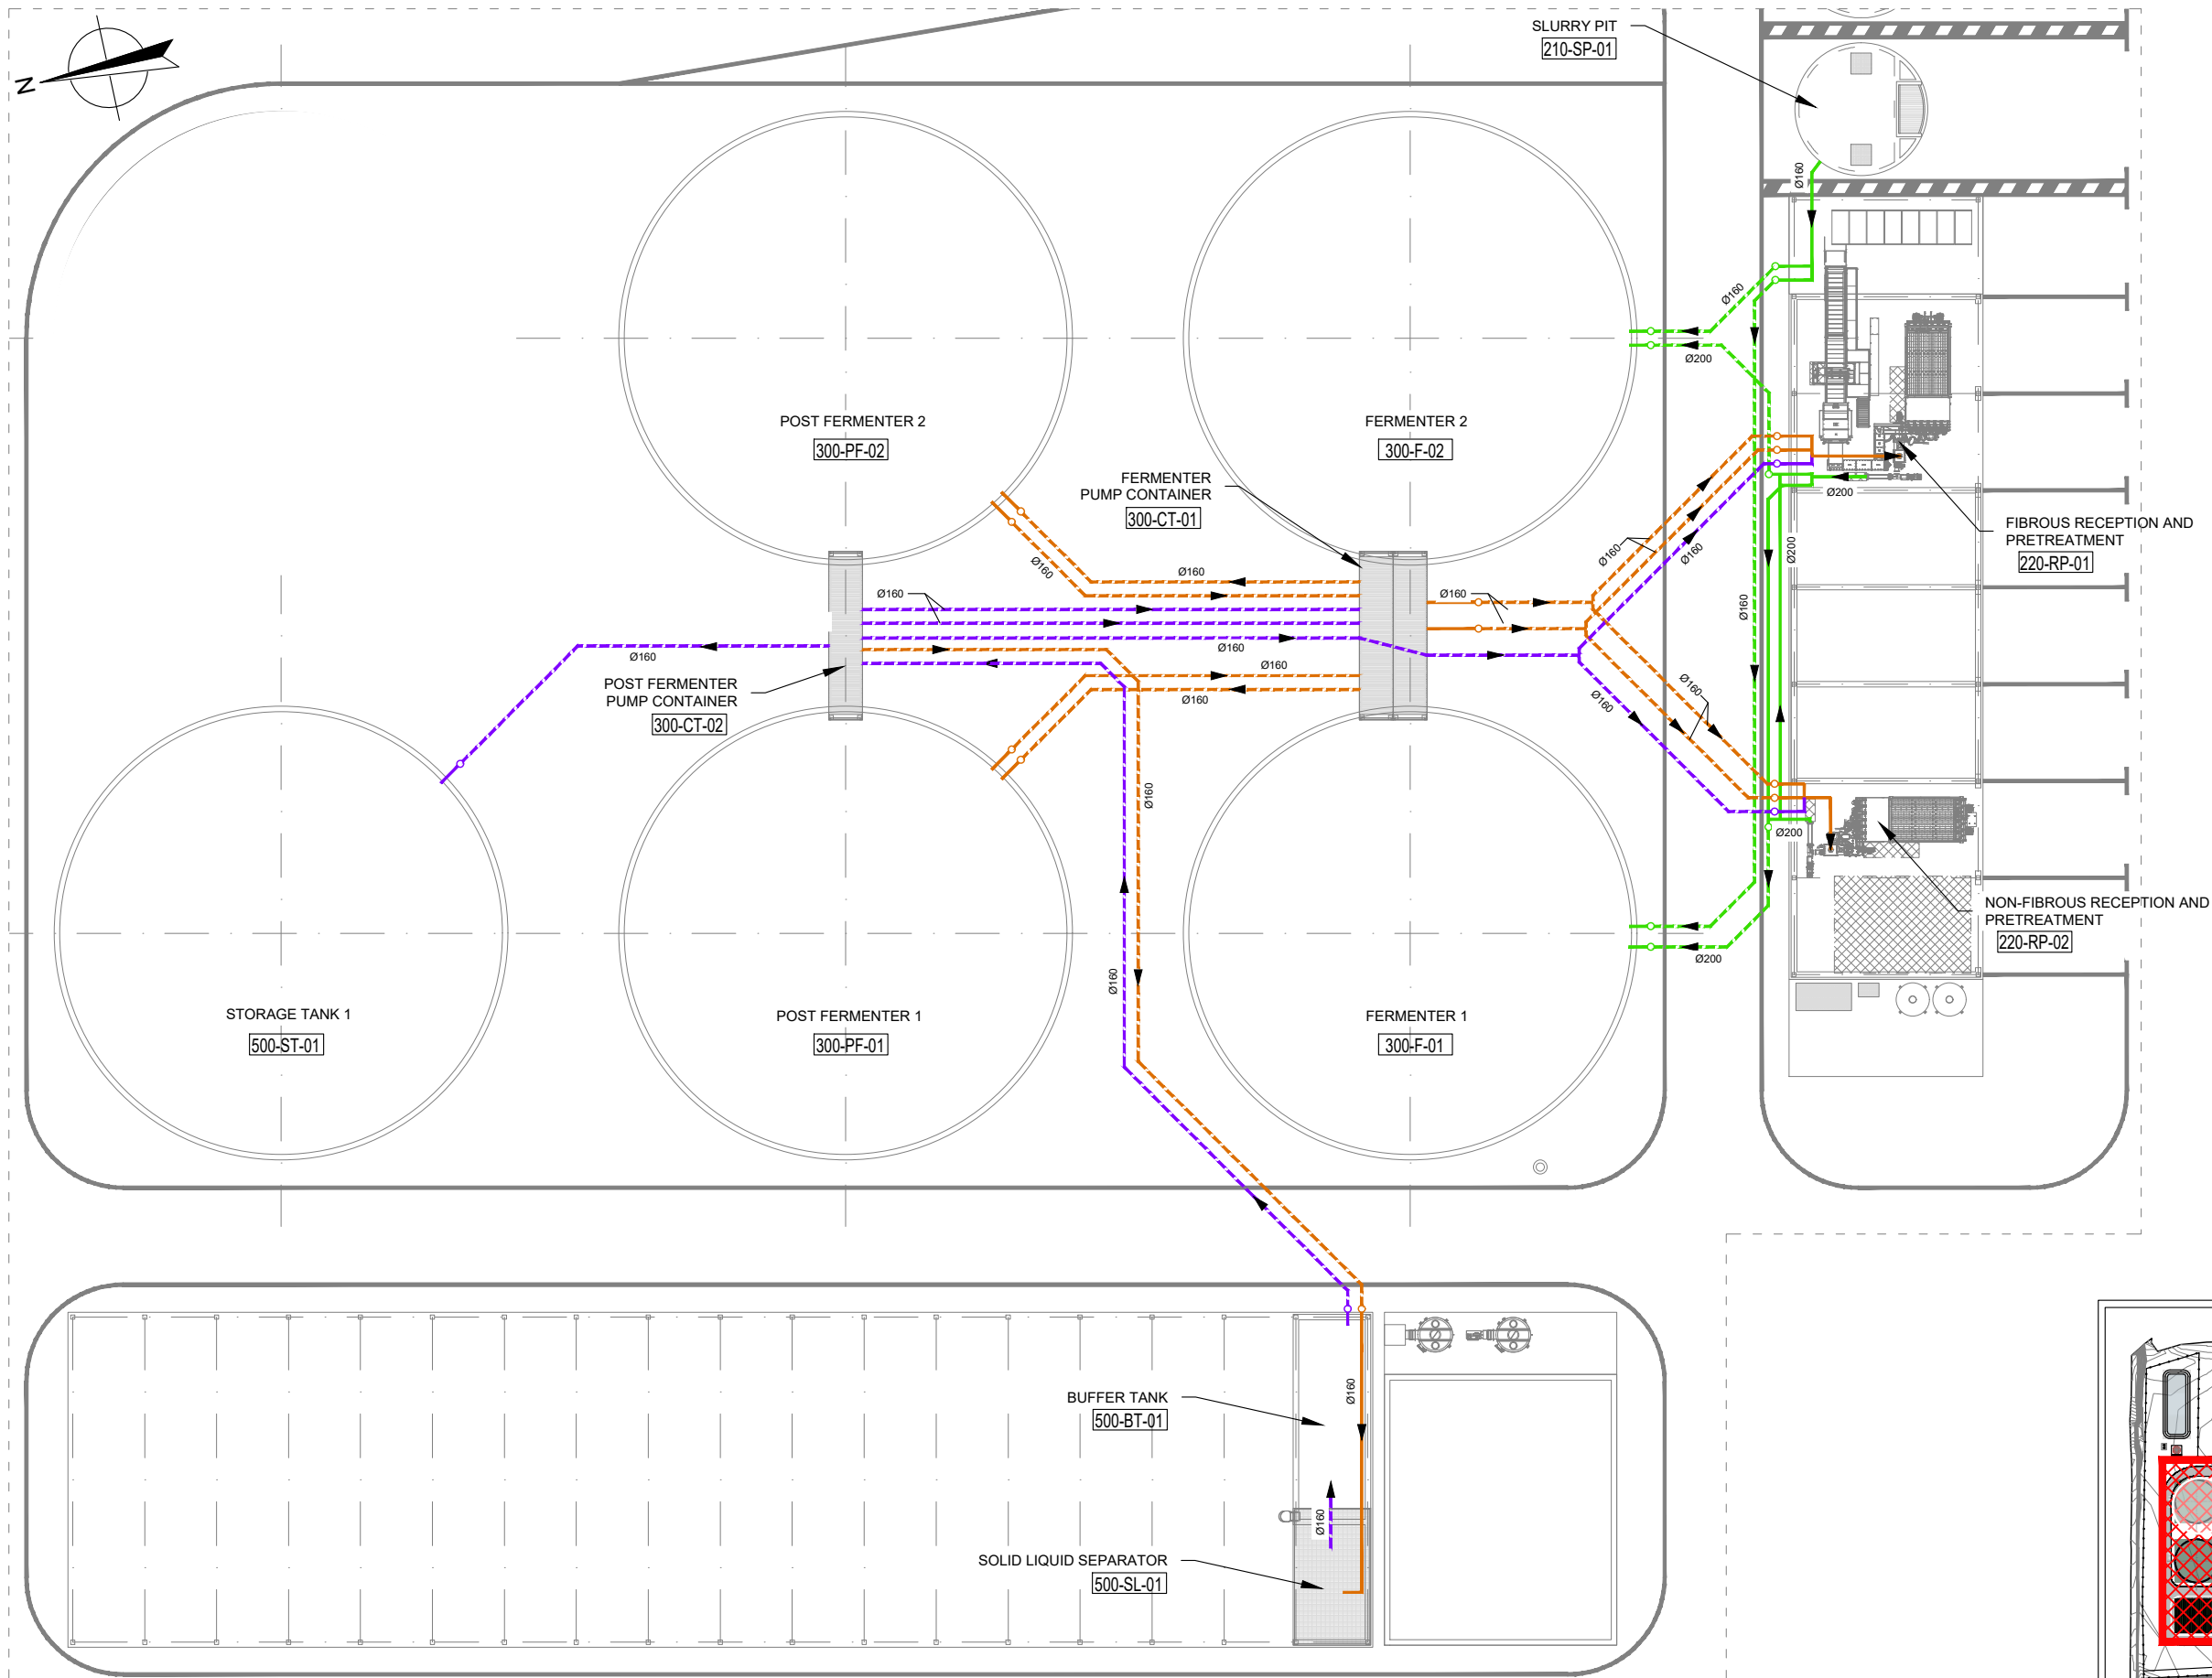 N
SLURRY PIT
210-SP-01
Ø160
Ø160
Ø200
POST FERMENTER 2
300-PF-02
FERMENTER 2
300-F-02
FERMENTER
PUMP CONTAINER
300-CT-01
Ø200
FIBROUS RECEPTION AND
PRETREATMENT
220-RP-01
Ø160
Ø160
Ø160
Ø160
Ø200
Ø160
Ø160
Ø160
Ø160
Ø160
Ø160
Ø160
Ø160
Ø160
Ø160
POST FERMENTER
PUMP CONTAINER
300-CT-02
Ø160
Ø160
Ø200
NON-FIBROUS RECEPTION AND
PRETREATMENT
220-RP-02
Ø200
Ø160
STORAGE TANK 1
500-ST-01
POST FERMENTER 1
300-PF-01
FERMENTER 1
300-F-01
BUFFER TANK
500-BT-01
Ø160
Ø160
SOLID LIQUID SEPARATOR
500-SL-01